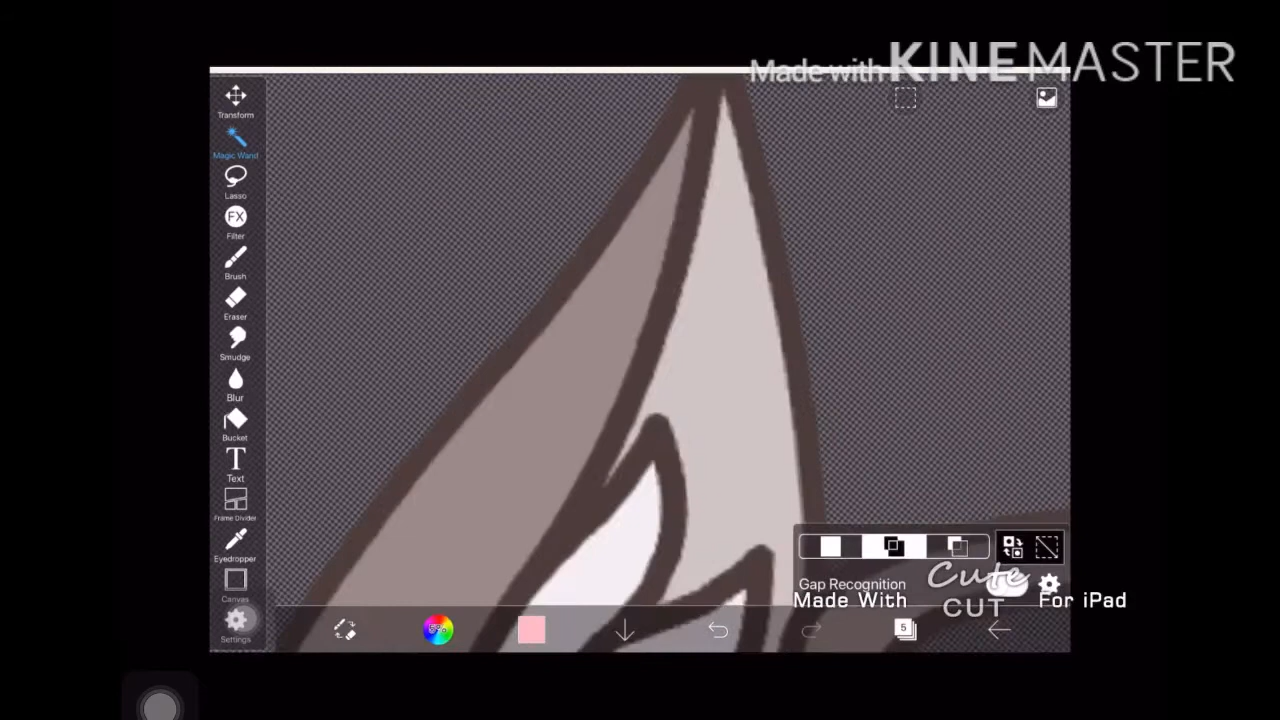 Made with KINEMASTER
Transform
Magic Wand
Lasso
FX
Filter
Brush
Eraser
Smudge
Blur
Bucket
T
Text
Frame Divider
Eyedropper
Canvas
Settings
Gap Recognition
Made With Cute CUT For iPad
5